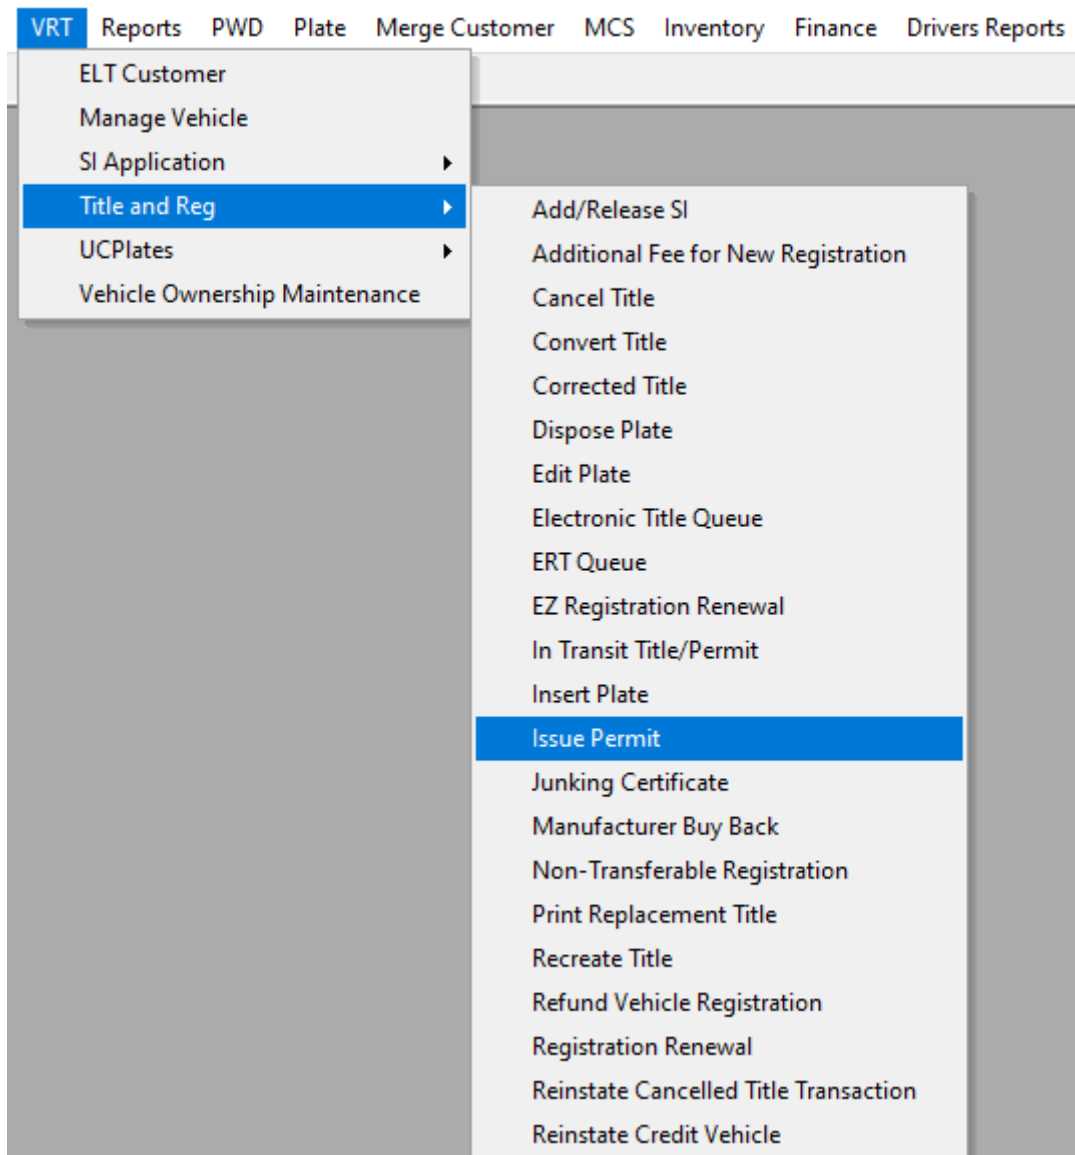 VRT Reports PWD Plate Merge Customer MCS Inventory Finance Drivers Reports
ELT Customer
Manage Vehicle
SI Application
Title and Reg
UCPlates
Vehicle Ownership Maintenance
Add/Release SI
Additional Fee for New Registration
Cancel Title
Convert Title
Corrected Title
Dispose Plate
Edit Plate
Electronic Title Queue
ERT Queue
EZ Registration Renewal
In Transit Title/Permit
Insert Plate
Issue Permit
Junking Certificate
Manufacturer Buy Back
Non-Transferable Registration
Print Replacement Title
Recreate Title
Refund Vehicle Registration
Registration Renewal
Reinstate Cancelled Title Transaction
Reinstate Credit Vehicle